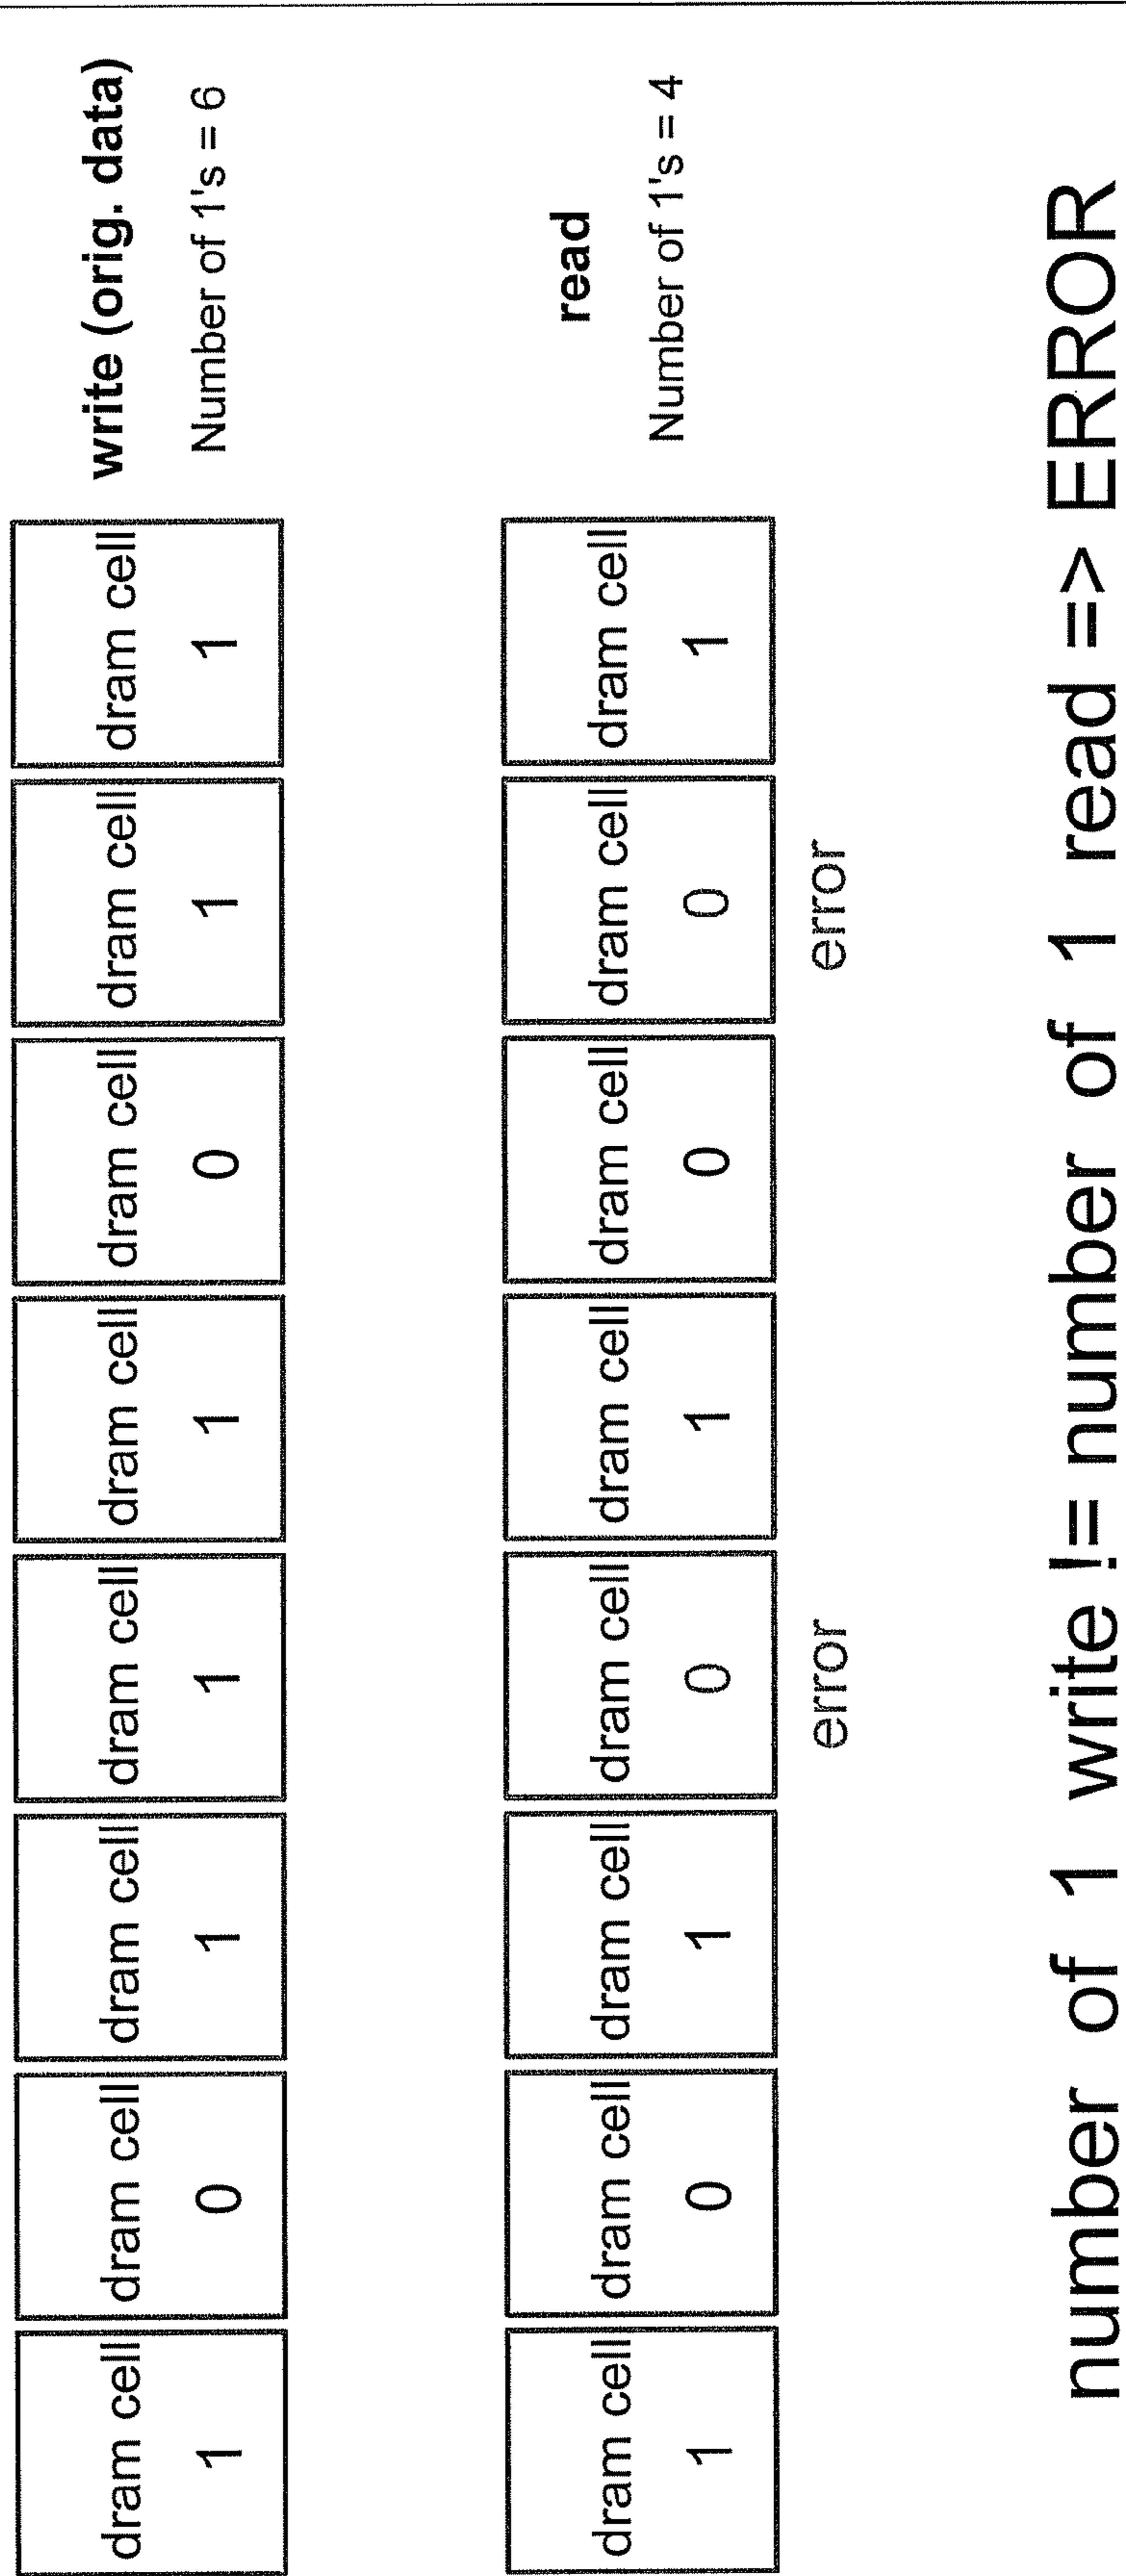 dram cell dram cell dram cell dram cell dram cell dram cell dram cell dram cell write (orig. data)
1 0 1 1 1 0 1 1 Number of 1's = 6
dram cell dram cell dram cell dram cell dram cell dram cell dram cell dram cell read
1 0 1 0 1 0 0 1 Number of 1's = 4
error error
number of 1 write != number of 1 read => ERROR